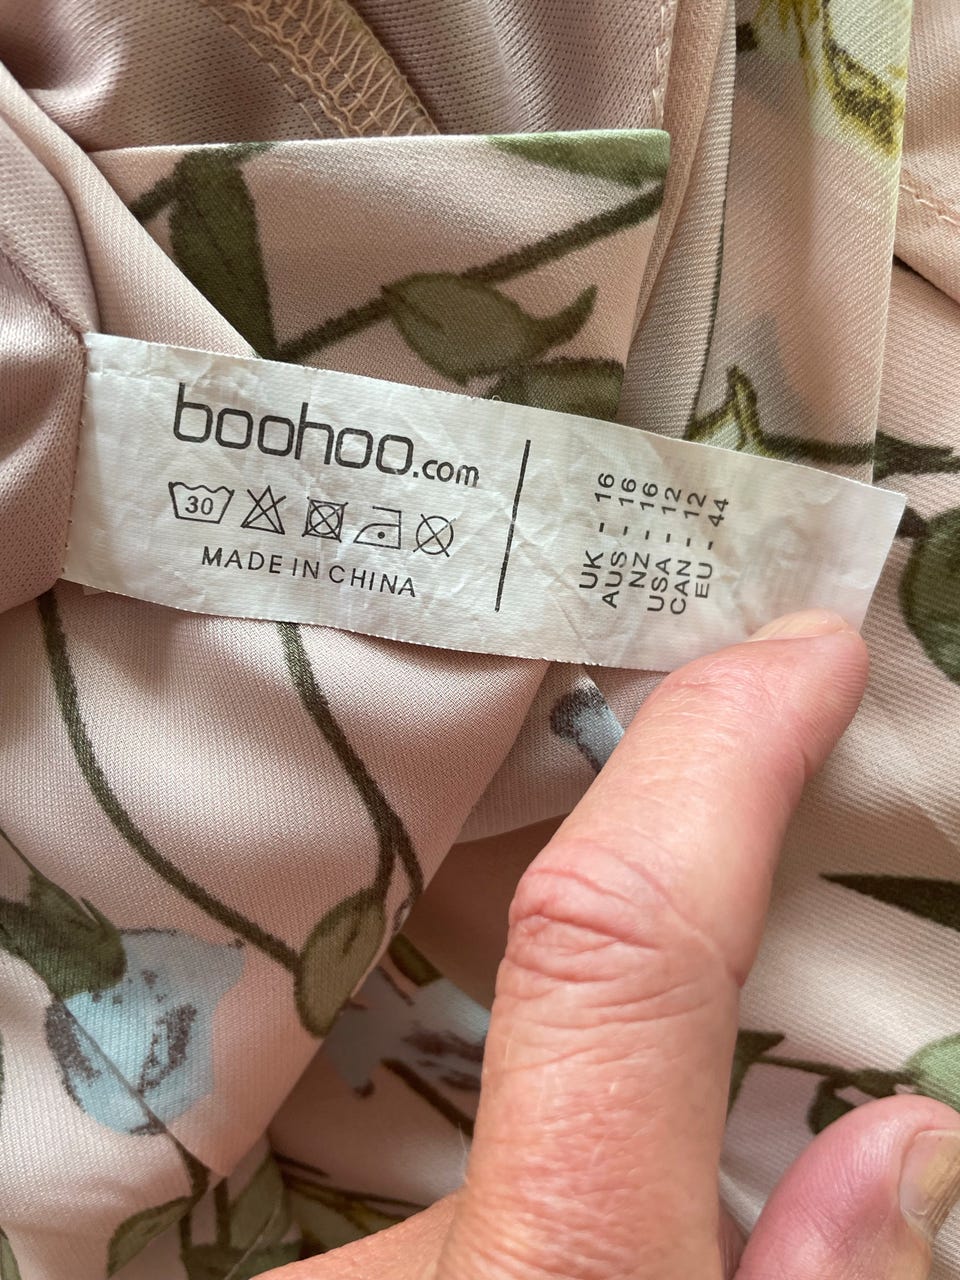 boohoo.com
30
MADE IN CHINA
UK - 16
AUS - 16
NZ - 16
USA - 12
CAN - 12
EU - 44